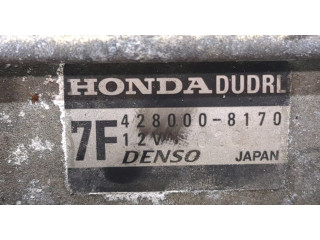 HONDA DUDRL
7F 428000-8170
12V
DENSO JAPAN